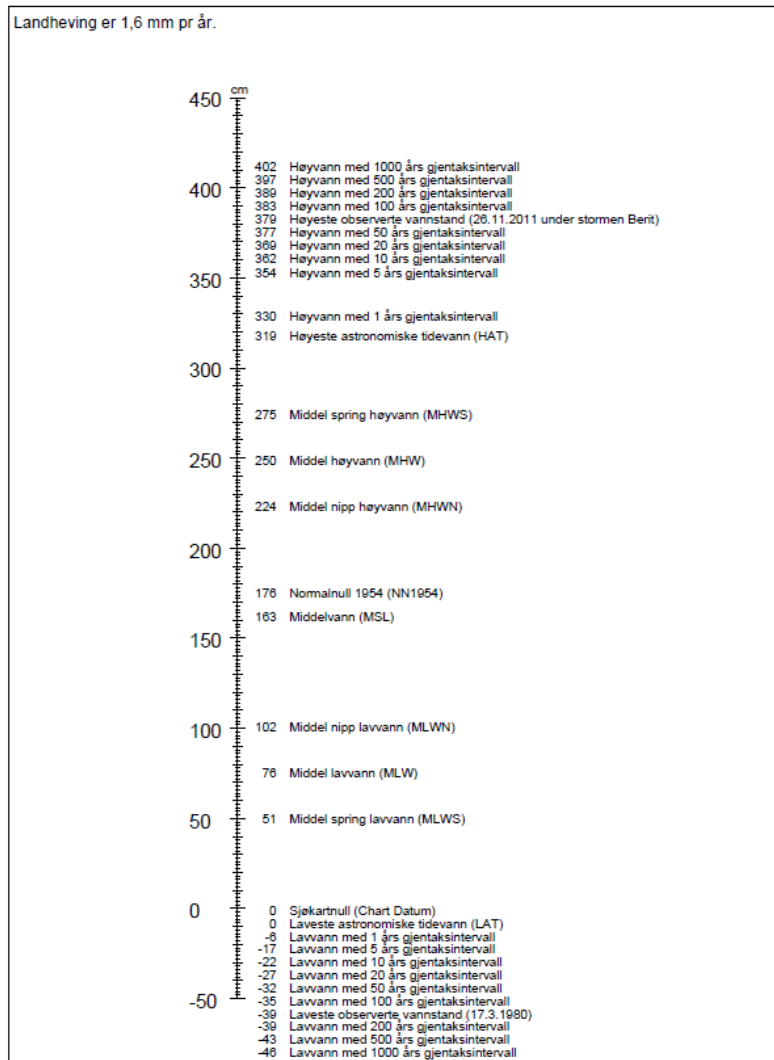 Landheving er 1,6 mm pr år.
cm
450
402 Høyvann med 1000 års gjentaksintervall
397 Høyvann med 500 års gjentaksintervall
400
389 Høyvann med 200 års gjentaksintervall
383 Høyvann med 100 års gjentaksintervall
379 Høyeste observerte vannstand (26.11.2011 under stormen Berit)
377 Høyvann med 50 års gjentaksintervall
369 Høyvann med 20 års gjentaksintervall
362 Høyvann med 10 års gjentaksintervall
354 Høyvann med 5 års gjentaksintervall
350
330 Høyvann med 1 års gjentaksintervall
319 Høyeste astronomiske tidevann (HAT)
300
275 Middel spring høyvann (MHWS)
250
250 Middel høyvann (MHW)
224 Middel nipp høyvann (MHWN)
200
176 Normalnull 1954 (NN1954)
163 Middelvann (MSL)
150
100
102 Middel nipp lavvann (MLWN)
76 Middel lavvann (MLW)
50
51 Middel spring lavvann (MLWS)
0
0 Sjøkartnull (Chart Datum)
0 Laveste astronomiske tidevann (LAT)
-6 Lavvann med 1 års gjentaksintervall
-17 Lavvann med 5 års gjentaksintervall
-22 Lavvann med 10 års gjentaksintervall
-27 Lavvann med 20 års gjentaksintervall
-32 Lavvann med 50 års gjentaksintervall
-50
-35 Lavvann med 100 års gjentaksintervall
-39 Laveste observerte vannstand (17.3.1980)
-39 Lavvann med 200 års gjentaksintervall
-43 Lavvann med 500 års gjentaksintervall
-46 Lavvann med 1000 års gjentaksintervall